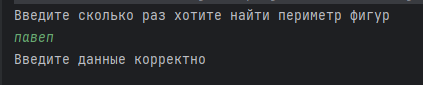 Введите сколько раз хотите найти периметр фигур
павеп
Введите данные корректно